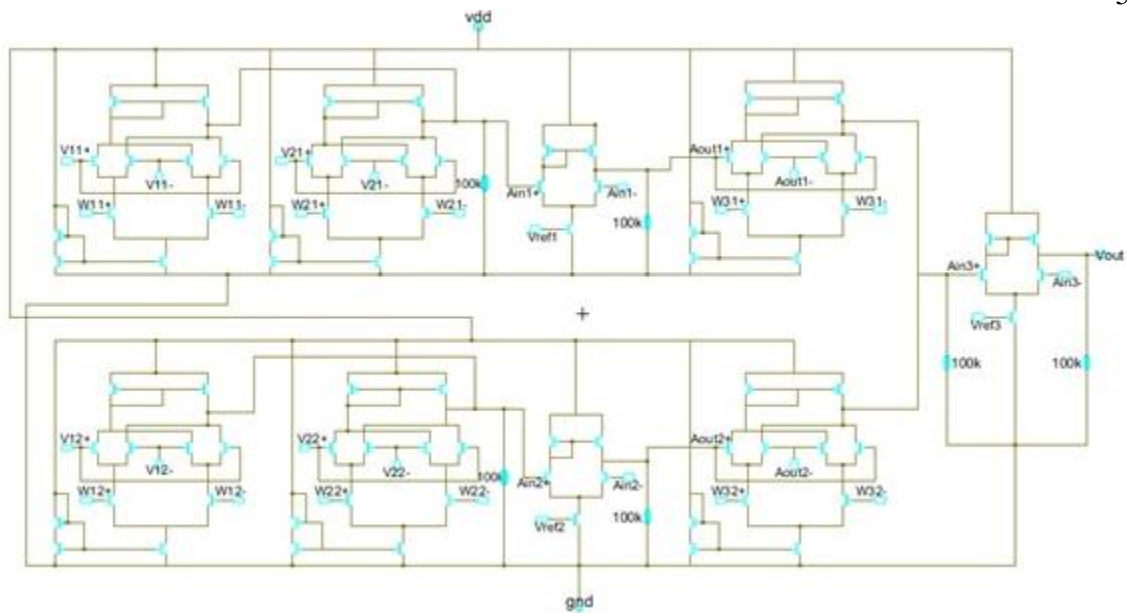 vdd
V11+
V11-
W11+
W11-
V21+
V21-
100k
W21+
W21-
Ain1+
Ain1-
Vref1
100k
Aout1+
Aout1-
W31+
W31-
Ain3+
Ain3-
Vout
Vref3
100k
100k
V12+
V12-
W12+
W12-
V22+
V22-
100k
W22+
W22-
Ain2+
Ain2-
Vref2
100k
Aout2+
Aout2-
W32+
W32-
gnd